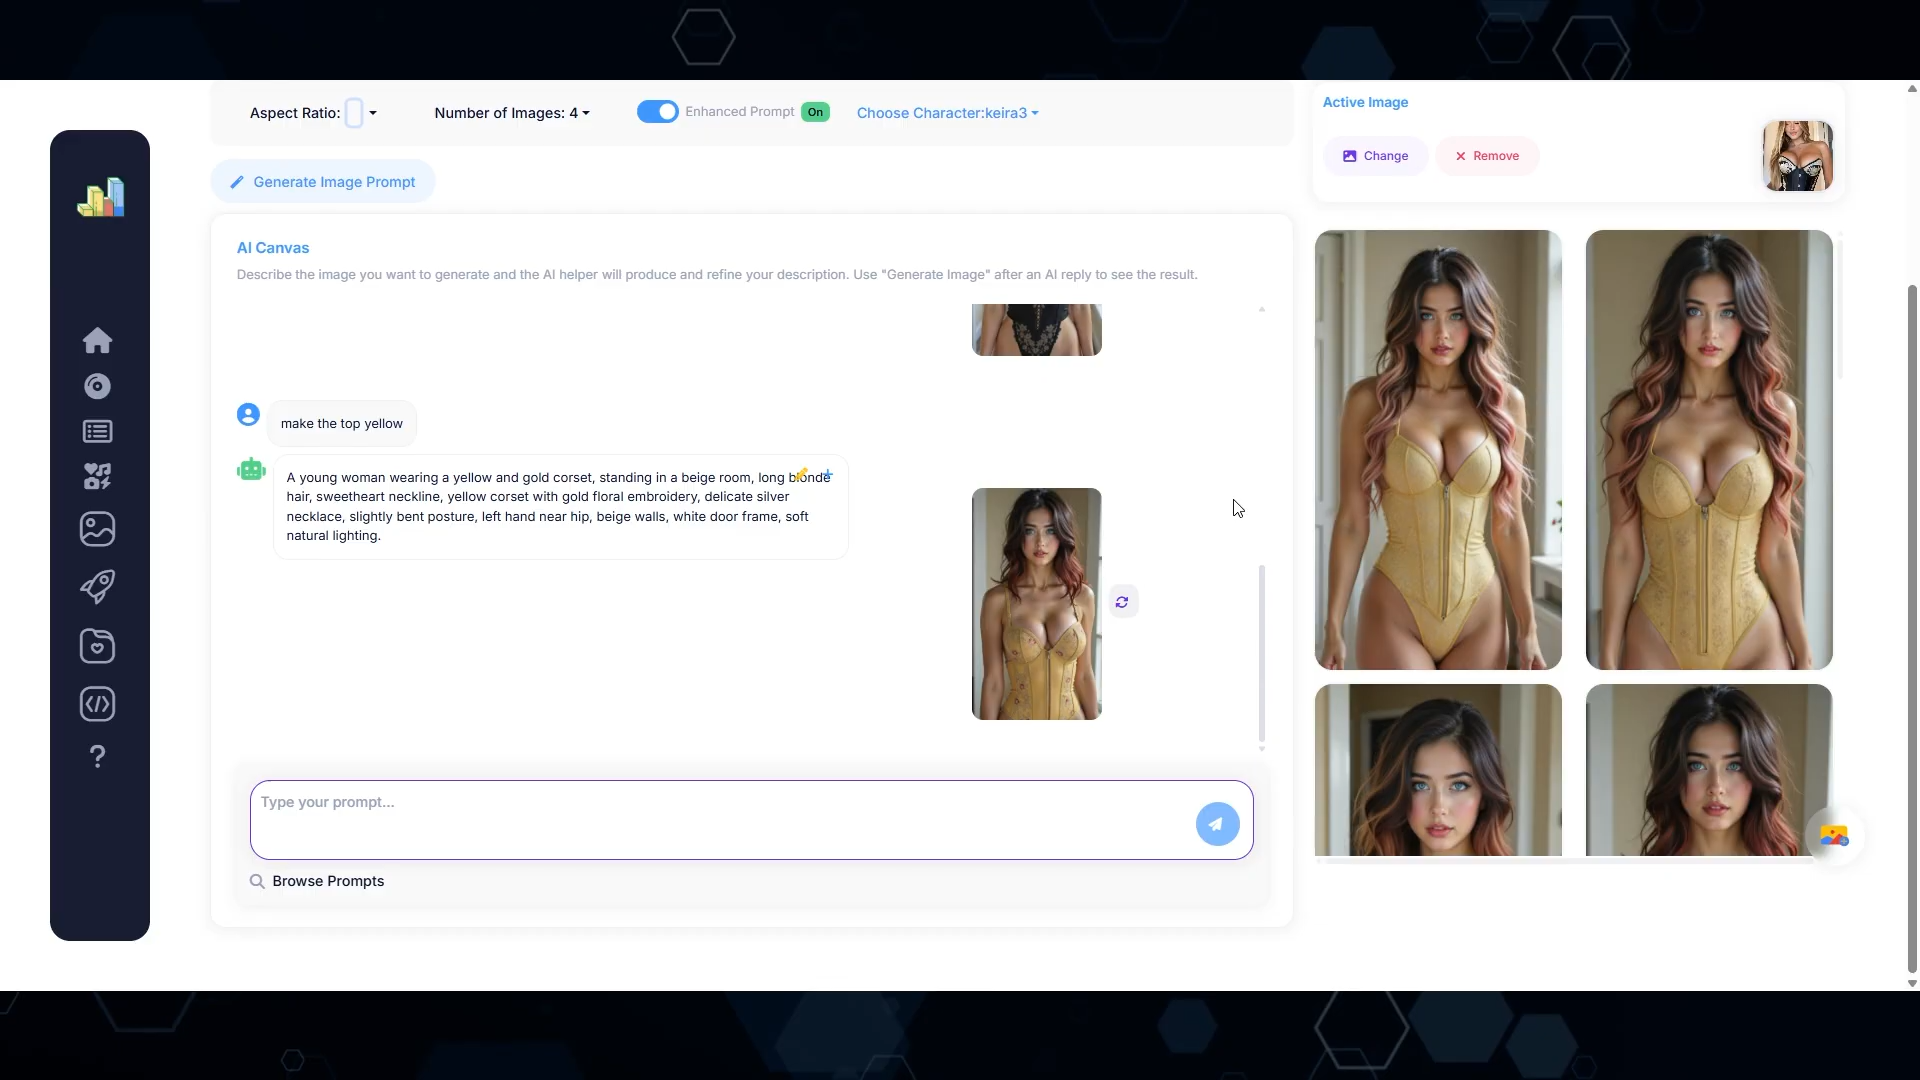 Aspect Ratio:
Number of Images: 4
Enhanced Prompt On
Choose Character:keira3
Active Image
Change
Remove
Generate Image Prompt
AI Canvas
Describe the image you want to generate and the AI helper will produce and refine your description. Use "Generate Image" after an AI reply to see the result.
make the top yellow
A young woman wearing a yellow and gold corset, standing in a beige room, long blonde
hair, sweetheart neckline, yellow corset with gold floral embroidery, delicate silver
necklace, slightly bent posture, left hand near hip, beige walls, white door frame, soft
natural lighting.
Type your prompt...
Browse Prompts